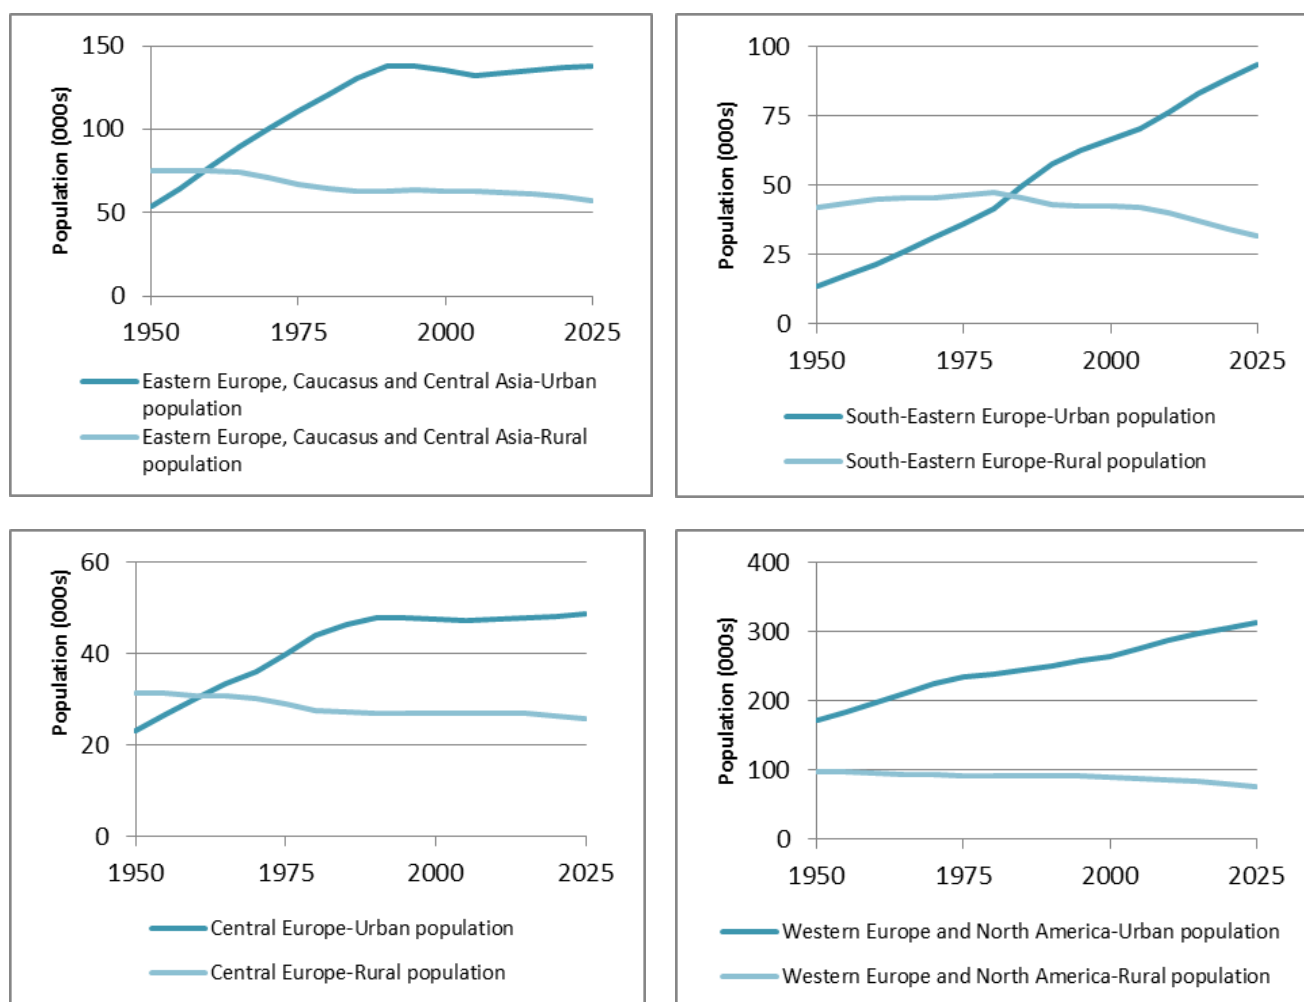 Population (000s)
150
100
50
0
1950 1975 2000 2025
Eastern Europe, Caucasus and Central Asia-Urban
population
Eastern Europe, Caucasus and Central Asia-Rural
population
Population (000s)
100
75
50
25
0
1950 1975 2000 2025
South-Eastern Europe-Urban population
South-Eastern Europe-Rural population
Population (000s)
60
40
20
0
1950 1975 2000 2025
Central Europe-Urban population
Central Europe-Rural population
Population (000s)
400
300
200
100
0
1950 1975 2000 2025
Western Europe and North America-Urban population
Western Europe and North America-Rural population